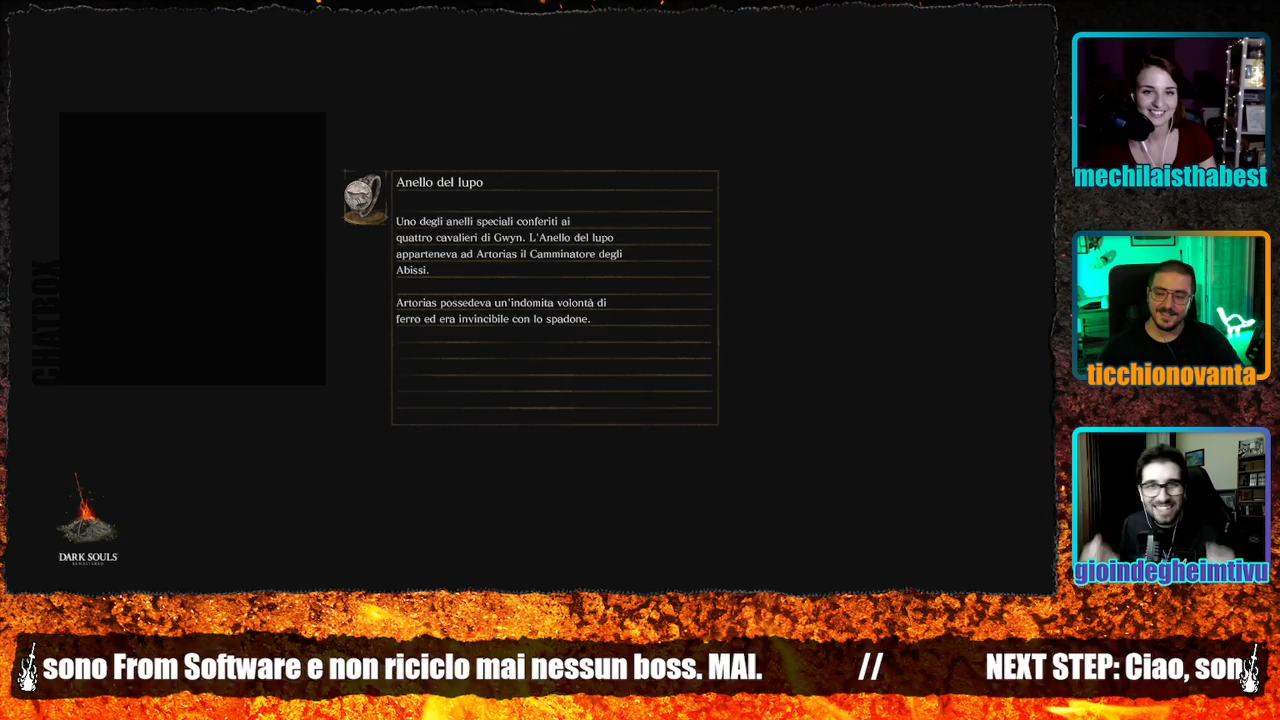 CHATBOX
Anello del lupo
Uno degli anelli speciali conferiti ai
quattro cavalieri di Gwyn. L'Anello del lupo
apparteneva ad Artorias il Camminatore degli
Abissi.
Artorias possedeva un'indomita volontà di
ferro ed era invincibile con lo spadone.
DARK SOULS
REMASTERED
mechilaisthabest
ticchionovanta
gioindegheimtivu
sono From Software e non riciclo mai nessun boss. MAI. // NEXT STEP: Ciao, son